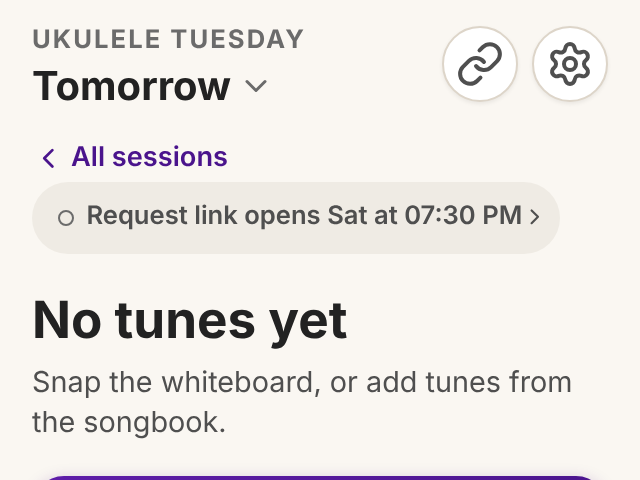 UKULELE TUESDAY
Tomorrow
All sessions
Request link opens Sat at 07:30 PM
No tunes yet
Snap the whiteboard, or add tunes from
the songbook.